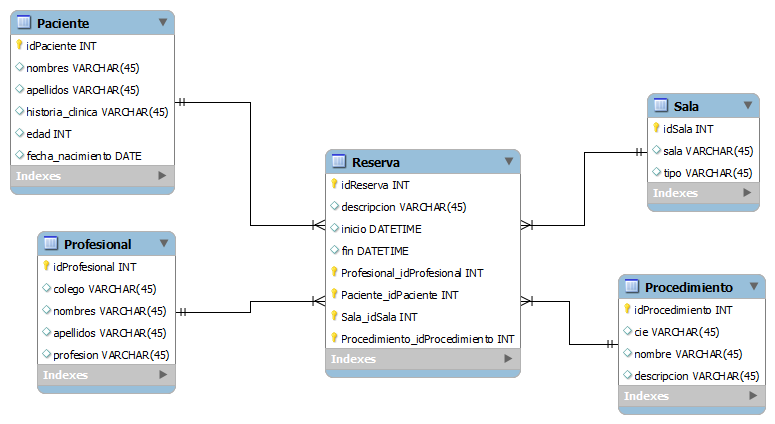 Paciente
idPaciente INT
nombres VARCHAR(45)
apellidos VARCHAR(45)
historia_clinica VARCHAR(45)
edad INT
fecha_nacimiento DATE
Indexes
Profesional
idProfesional INT
colego VARCHAR(45)
nombres VARCHAR(45)
apellidos VARCHAR(45)
profesion VARCHAR(45)
Indexes
Reserva
idReserva INT
descripcion VARCHAR(45)
inicio DATETIME
fin DATETIME
Profesional_idProfesional INT
Paciente_idPaciente INT
Sala_idSala INT
Procedimiento_idProcedimiento INT
Indexes
Sala
idSala INT
sala VARCHAR(45)
tipo VARCHAR(45)
Indexes
Procedimiento
idProcedimiento INT
cie VARCHAR(45)
nombre VARCHAR(45)
descripcion VARCHAR(45)
Indexes